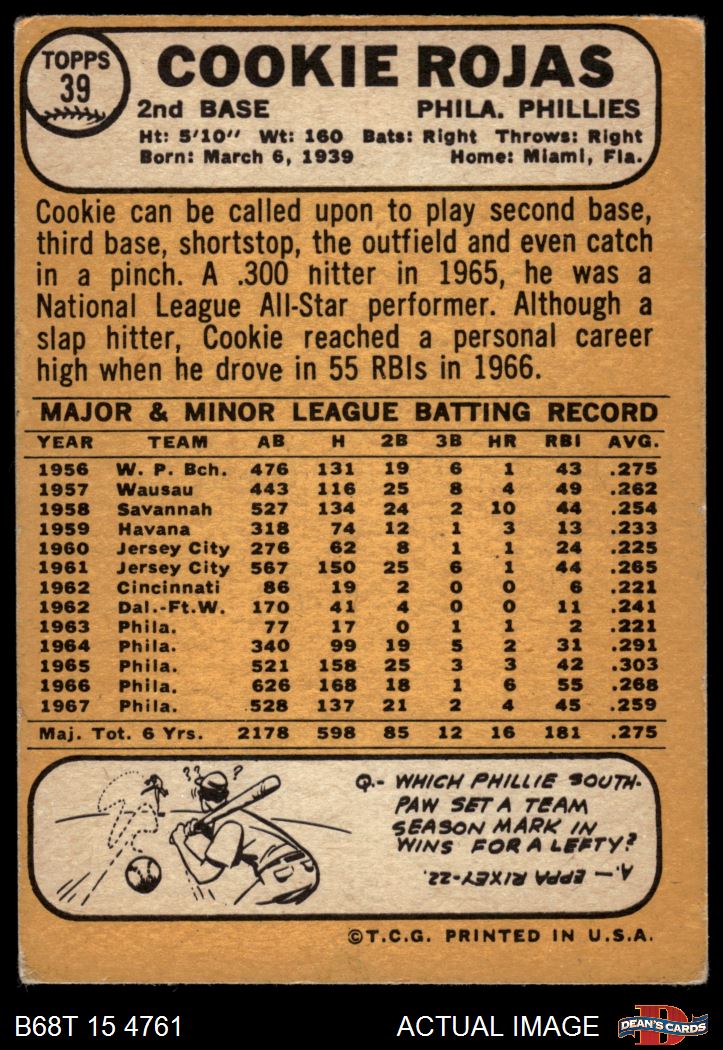 TOPPS
39
COOKIE ROJAS
2nd BASE PHILA. PHILLIES
Ht: 5'10" Wt: 160 Bats: Right Throws: Right
Born: March 6, 1939 Home: Miami, Fla.
Cookie can be called upon to play second base,
third base, shortstop, the outfield and even catch
in a pinch. A .300 hitter in 1965, he was a
National League All-Star performer. Although a
slap hitter, Cookie reached a personal career
high when he drove in 55 RBIs in 1966.
MAJOR & MINOR LEAGUE BATTING RECORD
YEAR TEAM AB H 2B 3B HR RBI AVG.
1956 W. P. Bch. 476 131 19 6 1 43 .275
1957 Wausau 443 116 25 8 4 49 .262
1958 Savannah 527 134 24 2 10 44 .254
1959 Havana 318 74 12 1 3 13 .233
1960 Jersey City 276 62 8 1 1 24 .225
1961 Jersey City 567 150 25 6 1 44 .265
1962 Cincinnati 86 19 2 0 0 6 .221
1962 Dal.-Ft.W. 170 41 4 0 0 11 .241
1963 Phila. 77 17 0 1 1 2 .221
1964 Phila. 340 99 19 5 2 31 .291
1965 Phila. 521 158 25 3 3 42 .303
1966 Phila. 626 168 18 1 6 55 .268
1967 Phila. 528 137 21 2 4 45 .259
Maj. Tot. 6 Yrs. 2178 598 85 12 16 181 .275
?? ?
Q.- WHICH PHILLIE SOUTH-
PAW SET A TEAM
SEASON MARK IN
WINS FOR A LEFTY?
A.— EPPA RIXEY-22.
©T.C.G. PRINTED IN U.S.A.
B68T 15 4761 ACTUAL IMAGE
D
DEAN'S CARDS